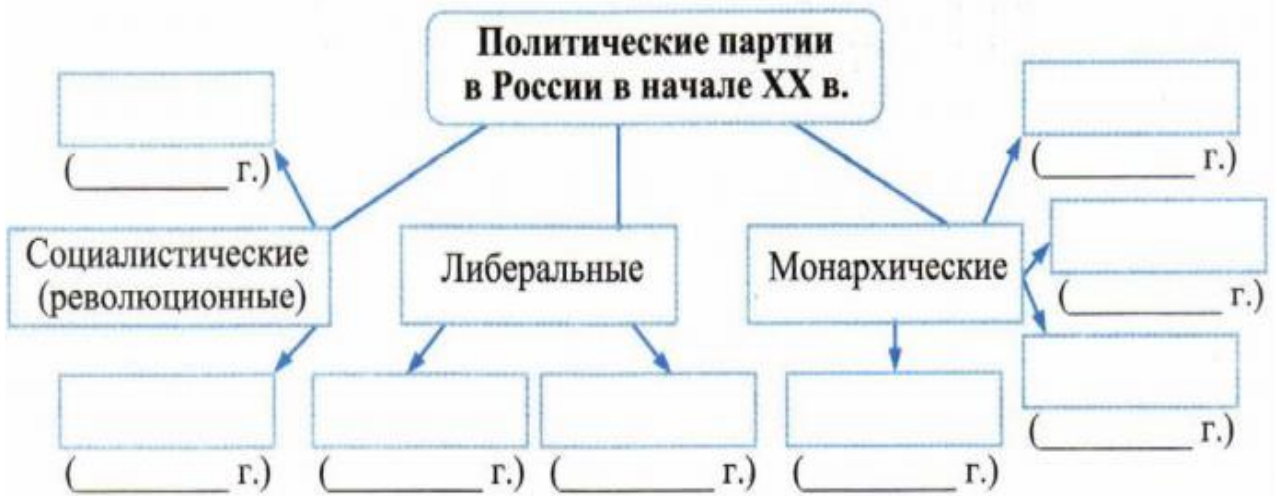 Политические партии
в России в начале XX в.
(________ г.)
(________ г.)
Социалистические
(революционные)
Либеральные
Монархические
(________ г.)
(________ г.)
(________ г.)
(________ г.)
(________ г.)
(________ г.)